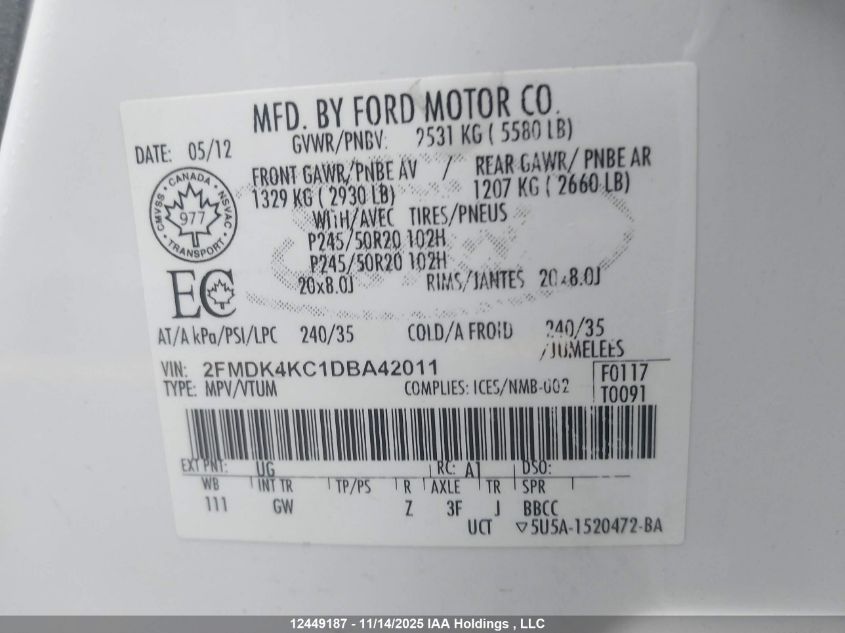 MFD. BY FORD MOTOR CO.
DATE: 05/12 GVWR/PNBV: 2531 KG ( 5580 LB)
FRONT GAWR/PNBE AV / REAR GAWR/ PNBE AR
1329 KG ( 2930 LB) 1207 KG ( 2660 LB)
WITH/AVEC TIRES/PNEUS
P245/50R20 102H
P245/50R20 102H
20x8.0J RIMS/JANTES 20x8.0J
CMVSS • CANADA • NSVAC
977
TRANSPORT
EC
AT/A kPa/PSI/LPC 240/35 COLD/A FROID 240/35
/JUMELEES
VIN: 2FMDK4KC1DBA42011 F0117
TYPE: MPV/VTUM COMPLIES: ICES/NMB-002 T0091
EXT PNT: UG RC: A1 DSO:
WB INT TR TP/PS R AXLE TR SPR
111 GW Z 3F J BBCC
UCT ▽5U5A-1520472-BA
12449187 - 11/14/2025 IAA Holdings , LLC